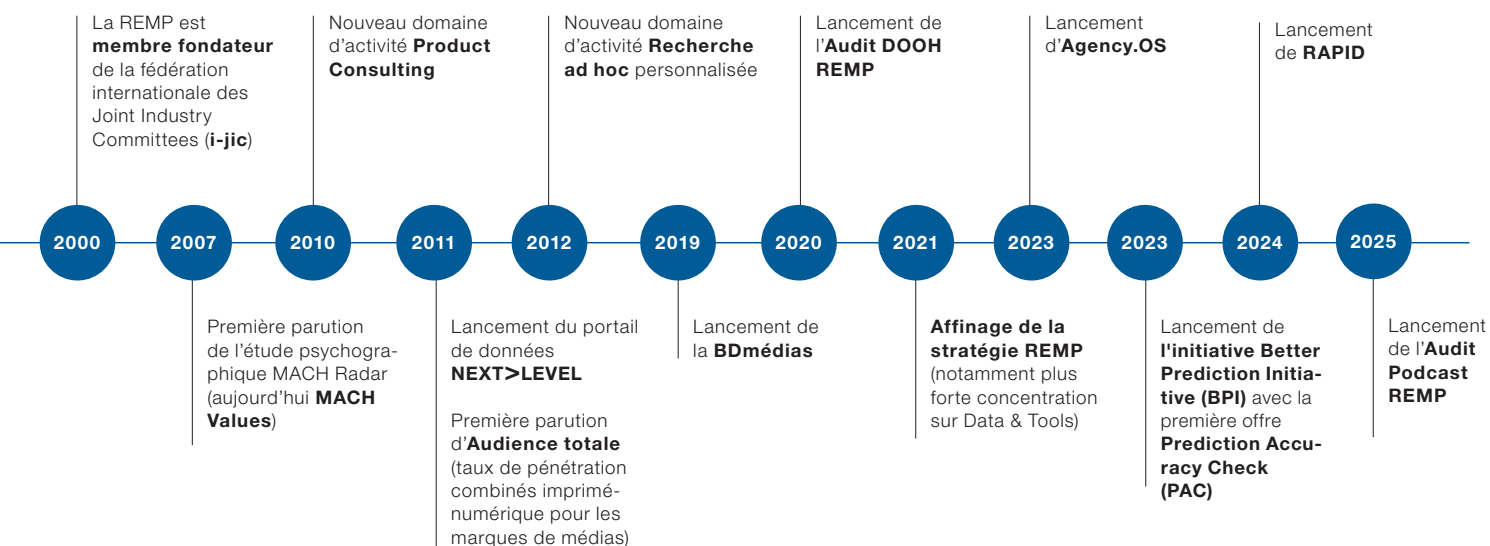 La REMP est
membre fondateur
de la fédération
internationale des
Joint Industry
Committees (i-jic)
Nouveau domaine
d'activité Product
Consulting
Nouveau domaine
d'activité Recherche
ad hoc personnalisée
Lancement de
l'Audit DOOH
REMP
Lancement
d'Agency.OS
Lancement
de RAPID
2000
2007
2010
2011
2012
2019
2020
2021
2023
2023
2024
2025
Première parution
de l'étude psychogra-
phique MACH Radar
(aujourd'hui MACH
Values)
Lancement du portail
de données
NEXT>LEVEL
Première parution
d'Audience totale
(taux de pénétration
combinés imprimé-
numérique pour les
marques de médias)
Lancement de
la BDmédias
Affinage de la
stratégie REMP
(notamment plus
forte concentration
sur Data & Tools)
Lancement de
l'initiative Better
Prediction Initia-
tive (BPI) avec la
première offre
Prediction Accu-
racy Check
(PAC)
Lancement
de l'Audit
Podcast
REMP